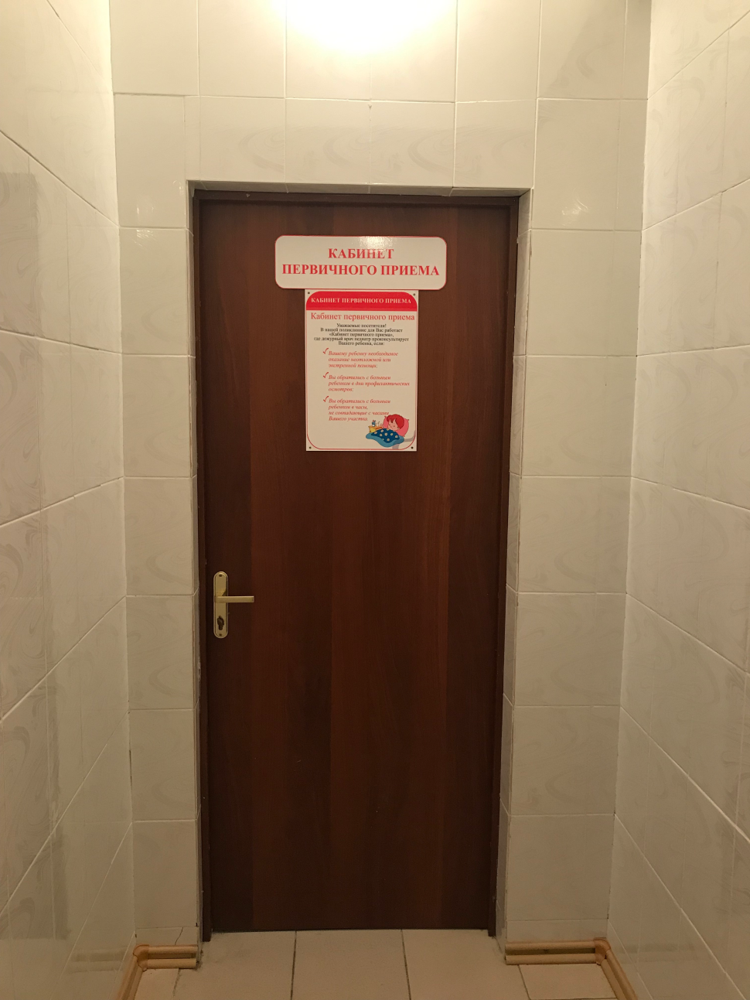 КАБИНЕТ
ПЕРВИЧНОГО ПРИЕМА
КАБИНЕТ ПЕРВИЧНОГО ПРИЕМА
Кабинет первичного приема
Уважаемые посетители!
В нашей поликлинике для Вас работает
«Кабинет первичного приема»,
где дежурный врач педиатр проконсультирует
Вашего ребенка, если:
Вашему ребенку необходимое
оказание неотложной или
экстренной помощи.
Вы обратились с больным
ребенком в дни профилактических
осмотров.
Вы обратились с больным
ребенком в часы,
не совпадающие с часами
Вашего участка.